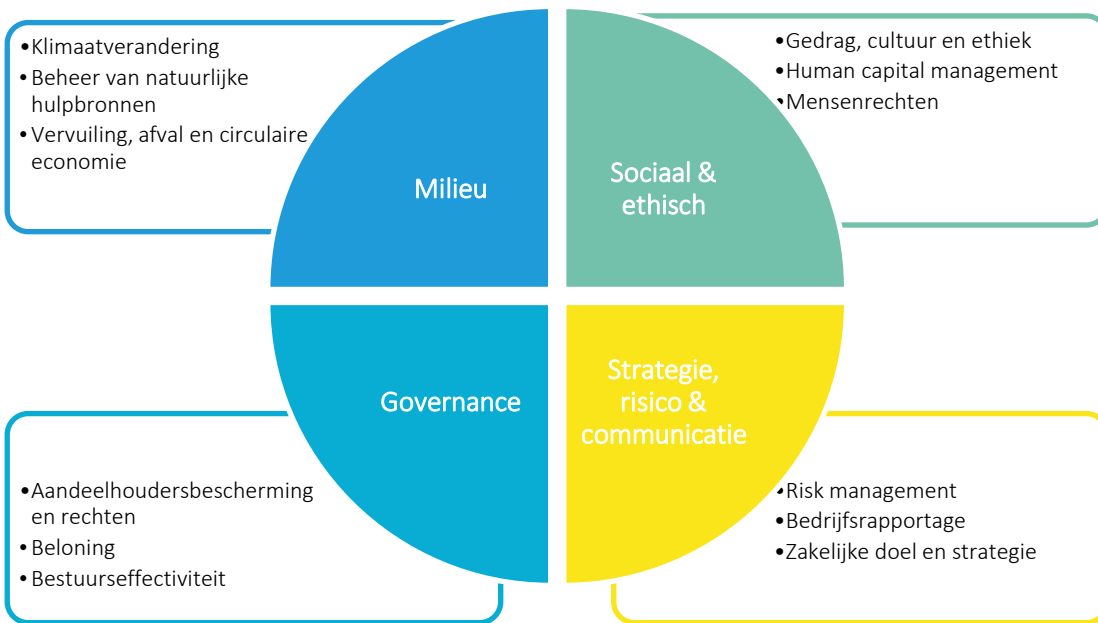 •Klimaatverandering
•Beheer van natuurlijke
hulpbronnen
•Vervuiling, afval en circulaire
economie
•Gedrag, cultuur en ethiek
•Human capital management
•Mensenrechten
Milieu
Sociaal &
ethisch
Governance
Strategie,
risico &
communicatie
•Aandeelhoudersbescherming
en rechten
•Beloning
•Bestuurseffectiviteit
•Risk management
•Bedrijfsrapportage
•Zakelijke doel en strategie